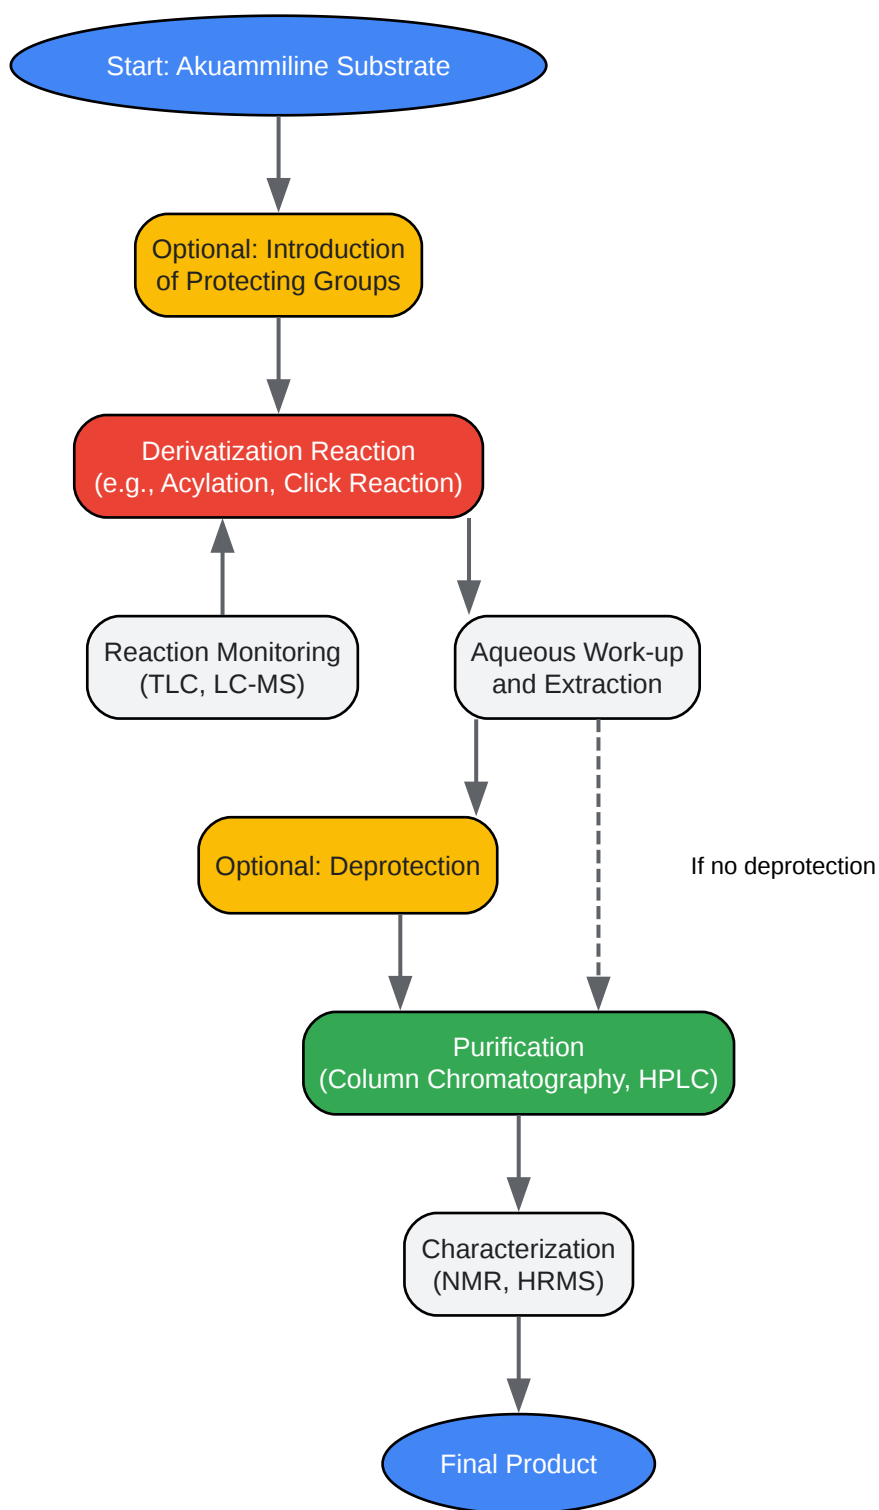 Start: Akuammiline Substrate
Optional: Introduction
of Protecting Groups
Derivatization Reaction
(e.g., Acylation, Click Reaction)
Reaction Monitoring
(TLC, LC-MS)
Aqueous Work-up
and Extraction
Optional: Deprotection
If no deprotection
Purification
(Column Chromatography, HPLC)
Characterization
(NMR, HRMS)
Final Product